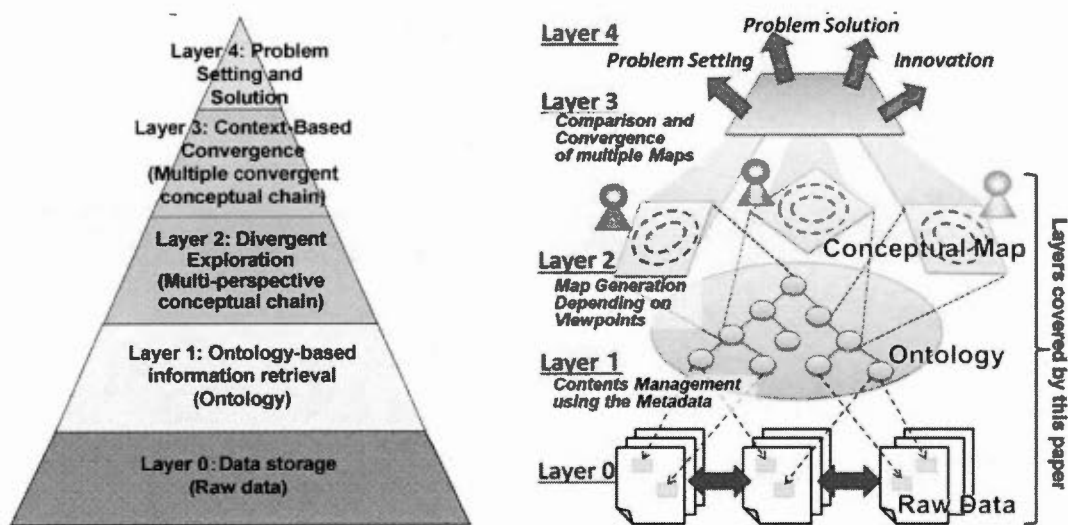 Layer 4: Problem
Setting and
Solution
Layer 3: Context-Based
Convergence
(Multiple convergent
conceptual chain)
Layer 2: Divergent
Exploration
(Multi-perspective
conceptual chain)
Layer 1: Ontology-based
information retrieval
(Ontology)
Layer 0: Data storage
(Raw data)
Layer 4
Problem Solution
Problem Setting
Innovation
Layer 3
Comparison and
Convergence
of multiple Maps
Conceptual Map
Layer 2
Map Generation
Depending on
Viewpoints
Ontology
Layer 1
Contents Management
using the Metadata
Layer 0
Raw Data
Layers covered by this paper